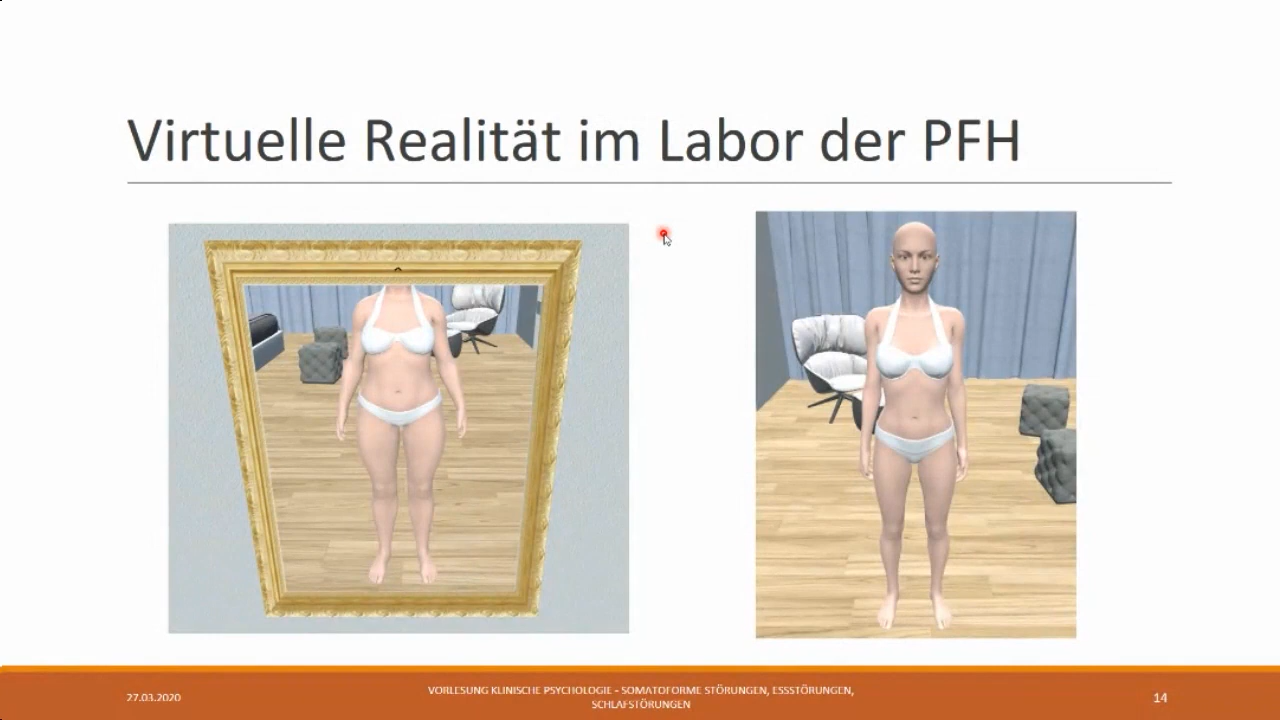 Virtuelle Realität im Labor der PFH
27.03.2020
VORLESUNG KLINISCHE PSYCHOLOGIE - SOMATOFORME STÖRUNGEN, ESSSTÖRUNGEN,
SCHLAFSTÖRUNGEN
14